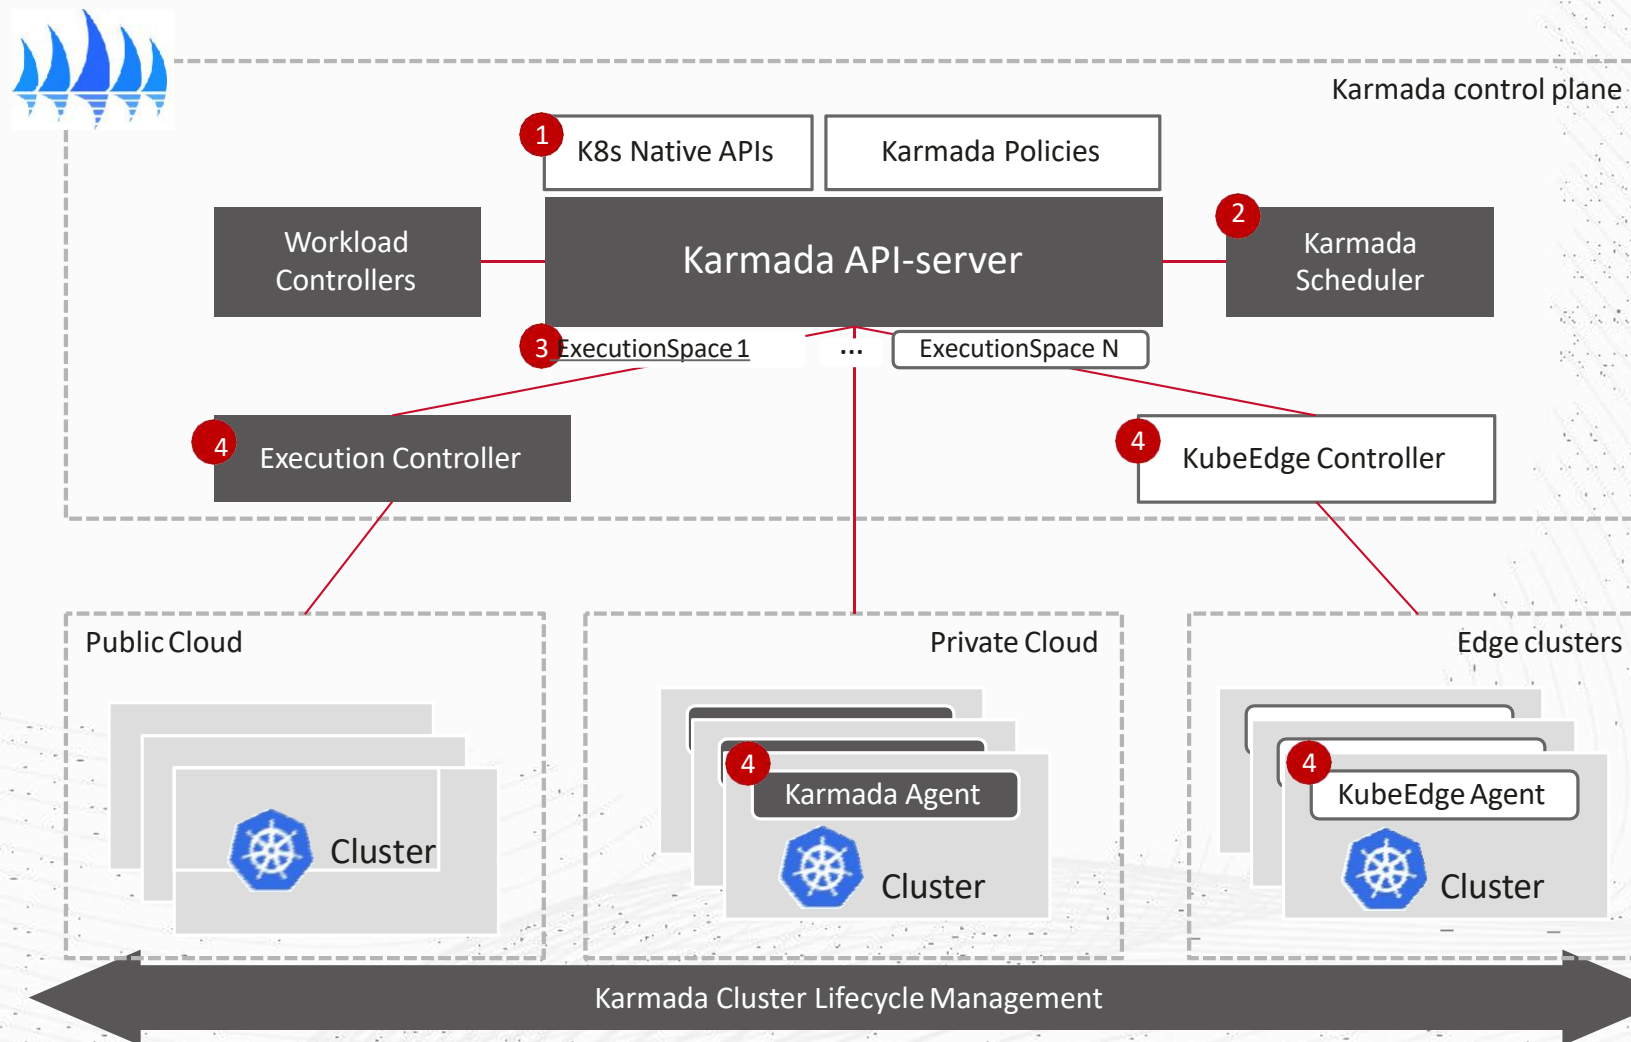 Karmada control plane
1
K8s Native APIs
Karmada Policies
Workload
Controllers
Karmada API-server
2
Karmada
Scheduler
3
ExecutionSpace 1
...
ExecutionSpace N
4
Execution Controller
4
KubeEdge Controller
Public Cloud
Private Cloud
Edge clusters
4
Karmada Agent
4
KubeEdge Agent
Cluster
Cluster
Cluster
Karmada Cluster Lifecycle Management